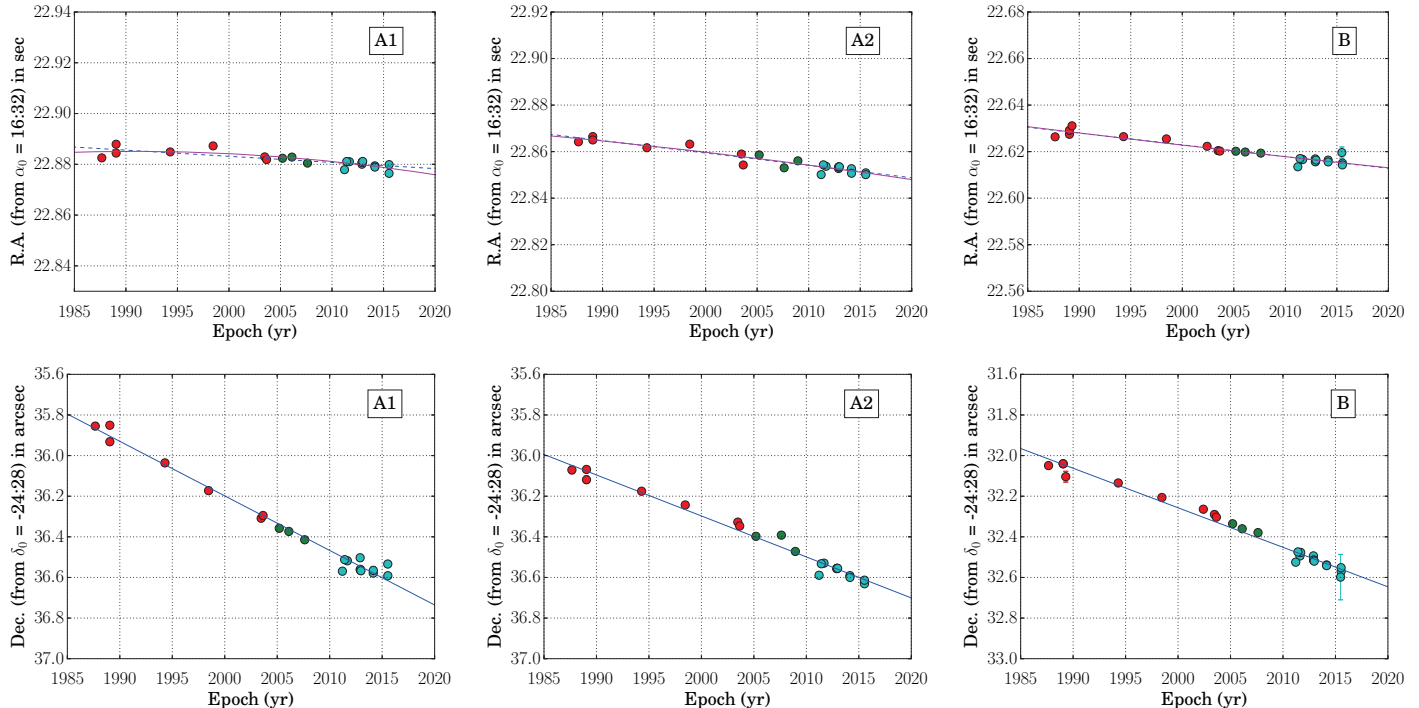 22.94
22.92
22.90
22.88
22.86
22.84
R.A. (from α₀ = 16:32) in sec
A1
1985 1990 1995 2000 2005 2010 2015 2020
Epoch (yr)
22.92
22.90
22.88
22.86
22.84
22.82
22.80
R.A. (from α₀ = 16:32) in sec
A2
1985 1990 1995 2000 2005 2010 2015 2020
Epoch (yr)
22.68
22.66
22.64
22.62
22.60
22.58
22.56
R.A. (from α₀ = 16:32) in sec
B
1985 1990 1995 2000 2005 2010 2015 2020
Epoch (yr)
35.6
35.8
36.0
36.2
36.4
36.6
36.8
37.0
Dec. (from δ₀ = -24:28) in arcsec
A1
1985 1990 1995 2000 2005 2010 2015 2020
Epoch (yr)
35.6
35.8
36.0
36.2
36.4
36.6
36.8
37.0
Dec. (from δ₀ = -24:28) in arcsec
A2
1985 1990 1995 2000 2005 2010 2015 2020
Epoch (yr)
31.6
31.8
32.0
32.2
32.4
32.6
32.8
33.0
Dec. (from δ₀ = -24:28) in arcsec
B
1985 1990 1995 2000 2005 2010 2015 2020
Epoch (yr)